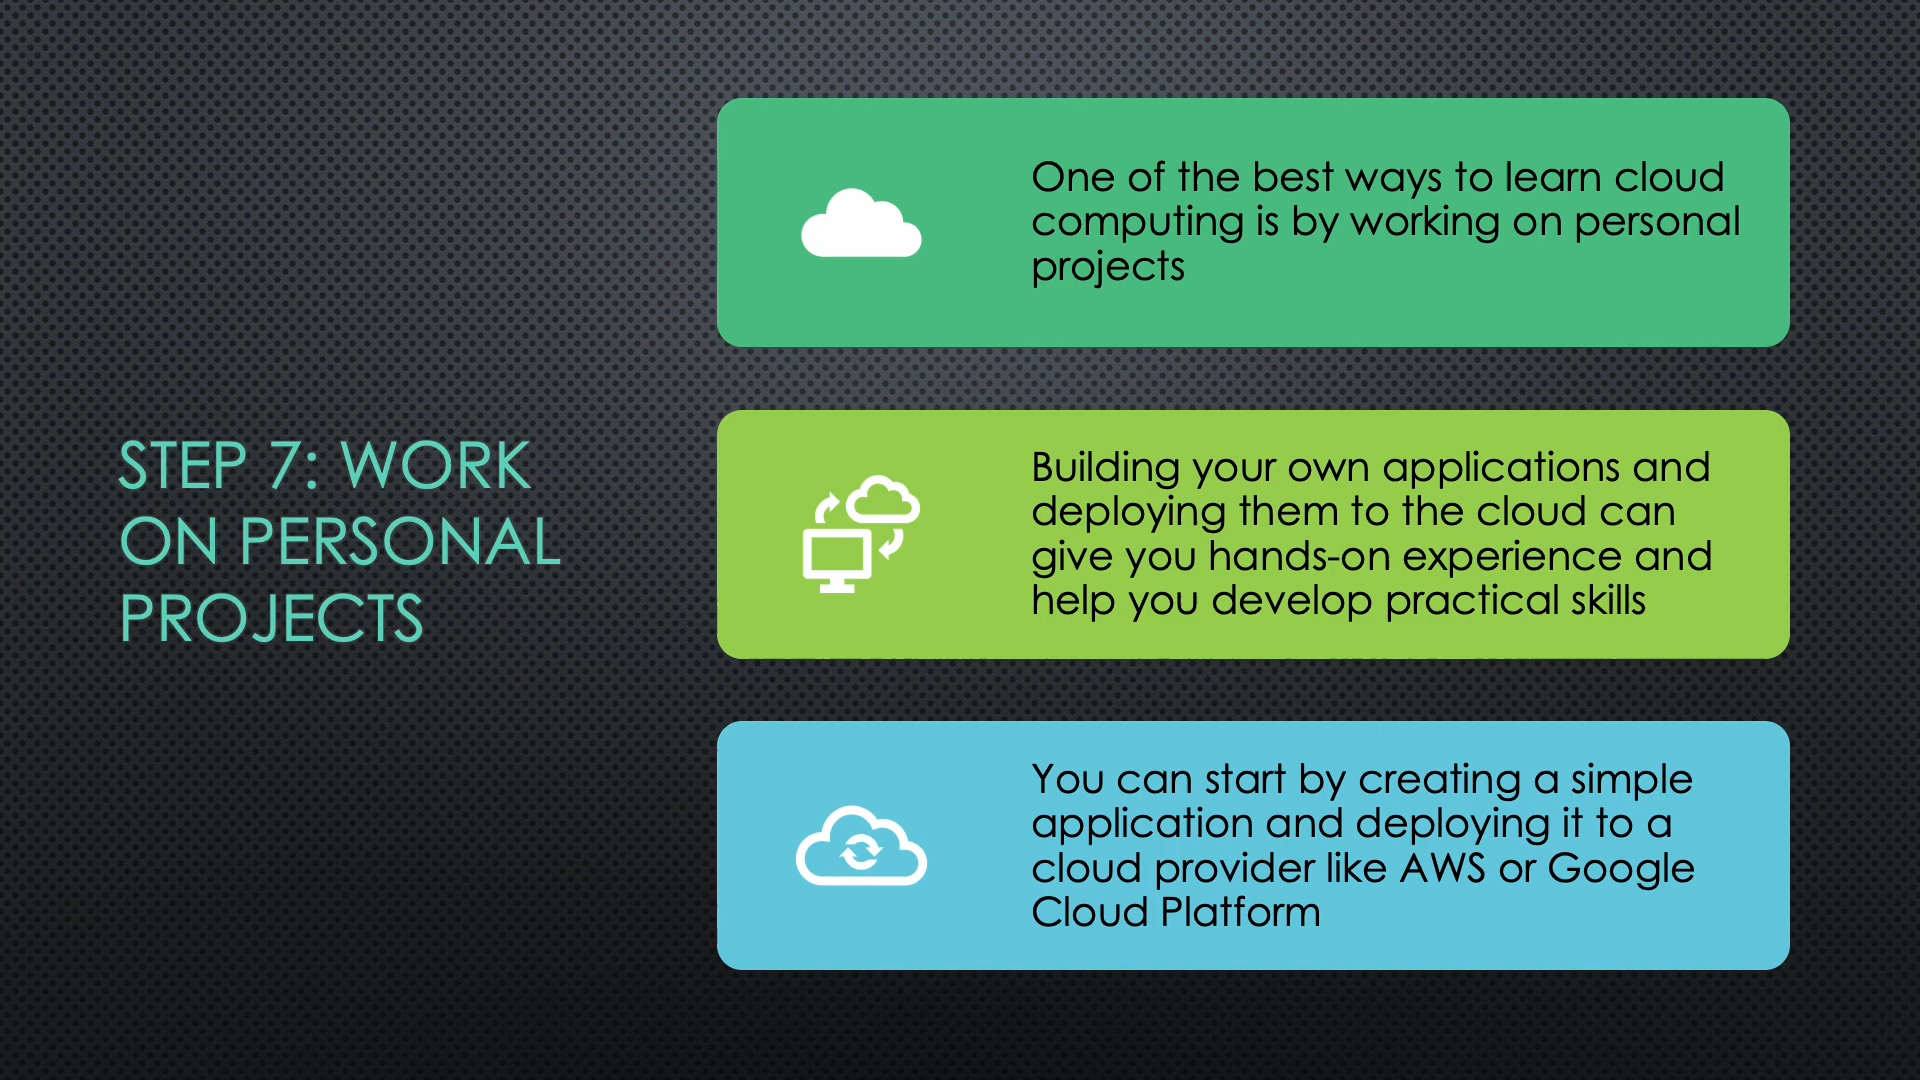 STEP 7: WORK
ON PERSONAL
PROJECTS
One of the best ways to learn cloud
computing is by working on personal
projects
Building your own applications and
deploying them to the cloud can
give you hands-on experience and
help you develop practical skills
You can start by creating a simple
application and deploying it to a
cloud provider like AWS or Google
Cloud Platform